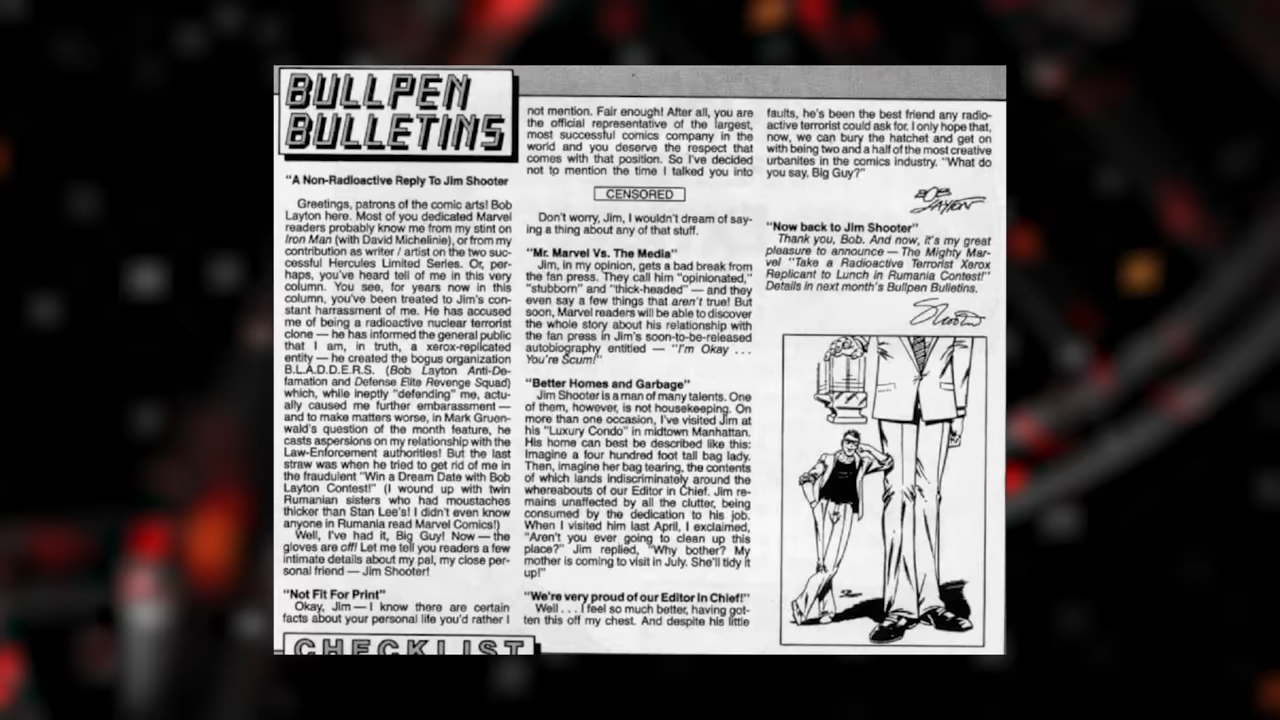 BULLPEN
BULLETINS
"A Non-Radioactive Reply To Jim Shooter
Greetings, patrons of the comic arts! Bob
Layton here. Most of you dedicated Marvel
readers probably know me from my stint on
Iron Man (with David Michelinie), or from my
contribution as writer / artist on the two suc-
cessful Hercules Limited Series. Or, per-
haps, you've heard tell of me in this very
column. You see, for years now in this
column, you've been treated to Jim's con-
stant harrassment of me. He has accused
me of being a radioactive nuclear terrorist
clone — he has informed the general public
that I am, in truth, a xerox-replicated
entity — he created the bogus organization
B.L.A.D.D.E.R.S. (Bob Layton Anti-De-
famation and Defense Elite Revenge Squad)
which, while ineptly "defending" me, actu-
ally caused me further embarassment —
and to make matters worse, in Mark Gruen-
wald's question of the month feature, he
casts aspersions on my relationship with the
Law-Enforcement authorities! But the last
straw was when he tried to get rid of me in
the fraudulent "Win a Dream Date with Bob
Layton Contest!" (I wound up with twin
Rumanian sisters who had moustaches
thicker than Stan Lee's! I didn't even know
anyone in Rumania read Marvel Comics!)
Well, I've had it, Big Guy! Now — the
gloves are off! Let me tell you readers a few
intimate details about my pal, my close per-
sonal friend — Jim Shooter!
"Not Fit For Print"
Okay, Jim — I know there are certain
facts about your personal life you'd rather I
CHECKLIST
not mention. Fair enough! After all, you are
the official representative of the largest,
most successful comics company in the
world and you deserve the respect that
comes with that position. So I've decided
not to mention the time I talked you into
CENSORED
Don't worry, Jim, I wouldn't dream of say-
ing a thing about any of that stuff.
"Mr. Marvel Vs. The Media"
Jim, in my opinion, gets a bad break from
the fan press. They call him "opinionated,"
"stubborn" and "thick-headed" — and they
even say a few things that aren't true! But
soon, Marvel readers will be able to discover
the whole story about his relationship with
the fan press in Jim's soon-to-be-released
autobiography entitled — "I'm Okay . . .
You're Scum!"
"Better Homes and Garbage"
Jim Shooter is a man of many talents. One
of them, however, is not housekeeping. On
more than one occasion, I've visited Jim at
his "Luxury Condo" in midtown Manhattan.
His home can best be described like this:
Imagine a four hundred foot tall bag lady.
Then, imagine her bag tearing, the contents
of which lands indiscriminately around the
whereabouts of our Editor in Chief. Jim re-
mains unaffected by all the clutter, being
consumed by the dedication to his job.
When I visited him last April, I exclaimed,
"Aren't you ever going to clean up this
place?" Jim replied, "Why bother? My
mother is coming to visit in July. She'll tidy it
up!"
"We're very proud of our Editor In Chief!"
Well . . . I feel so much better, having got-
ten this off my chest. And despite his little
faults, he's been the best friend any radio-
active terrorist could ask for. I only hope that,
now, we can bury the hatchet and get on
with being two and a half of the most creative
urbanites in the comics industry. "What do
you say, Big Guy?"
BOB
LAYTON
"Now back to Jim Shooter"
Thank you, Bob. And now, it's my great
pleasure to announce — The Mighty Mar-
vel "Take a Radioactive Terrorist Xerox
Replicant to Lunch in Rumania Contest!"
Details in next month's Bullpen Bulletins.
Shooter